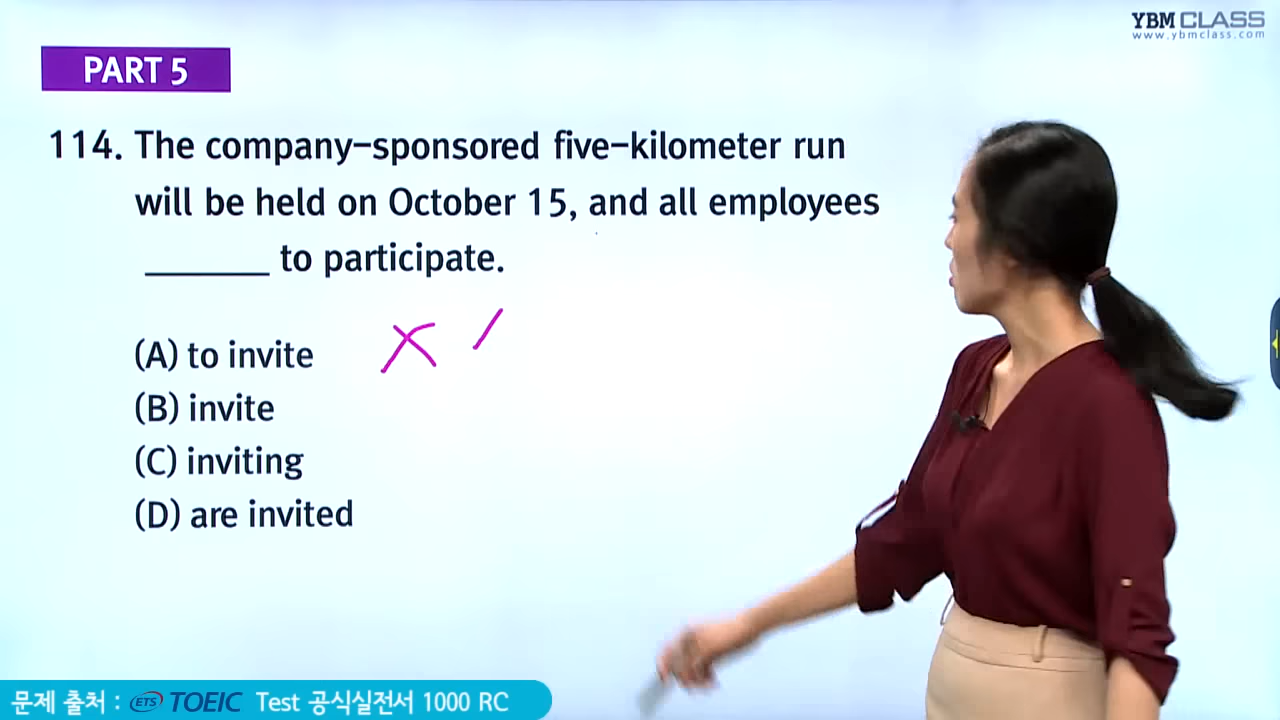 YBM CLASS
www.ybmclass.com
PART 5
114. The company-sponsored five-kilometer run
will be held on October 15, and all employees
______ to participate.
(A) to invite
(B) invite
(C) inviting
(D) are invited
문제 출처 : ETS TOEIC Test 공식실전서 1000 RC